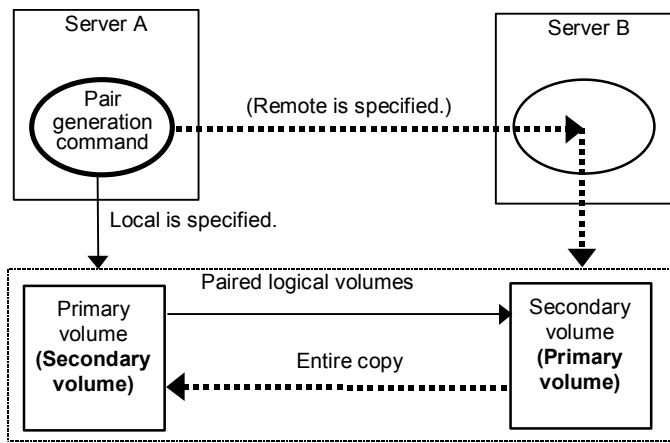 Server A
Server B
Pair
generation
command
(Remote is specified.)
Local is specified.
Paired logical volumes
Primary
volume
(Secondary
volume)
Secondary
volume
(Primary
volume)
Entire copy